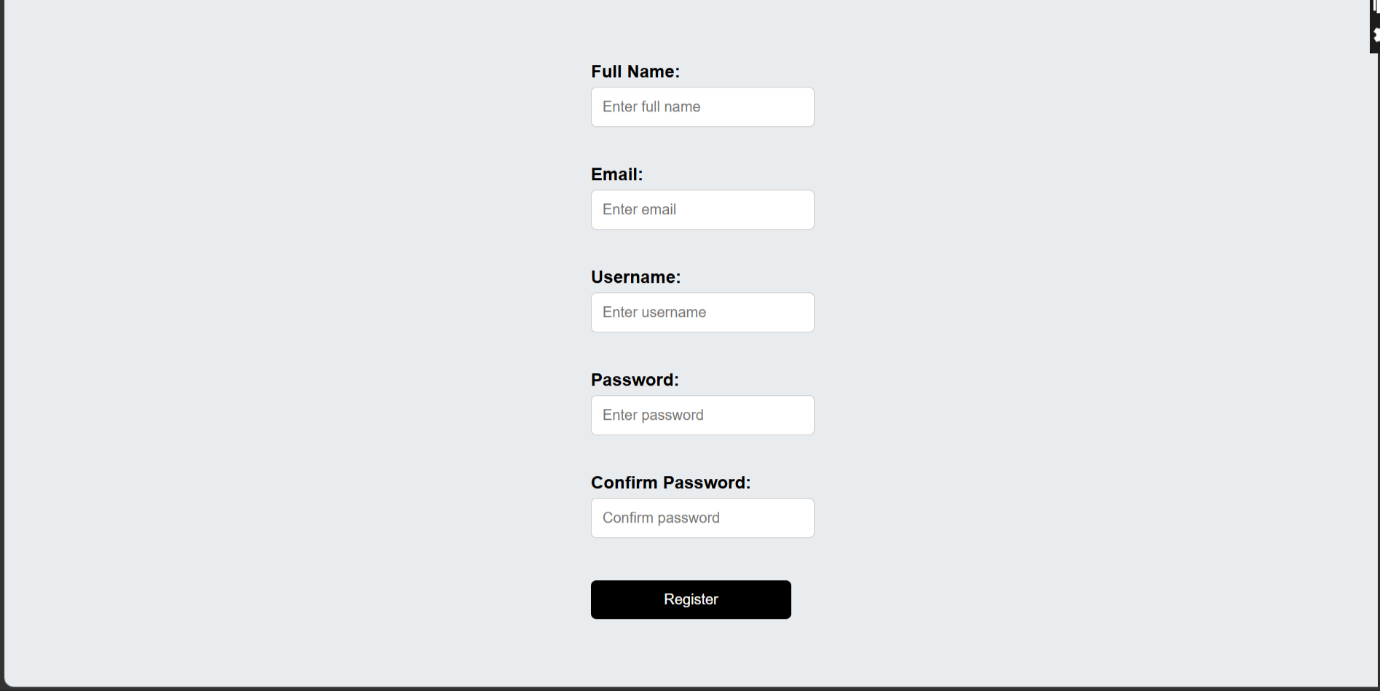 Full Name:
Enter full name
Email:
Enter email
Username:
Enter username
Password:
Enter password
Confirm Password:
Confirm password
Register